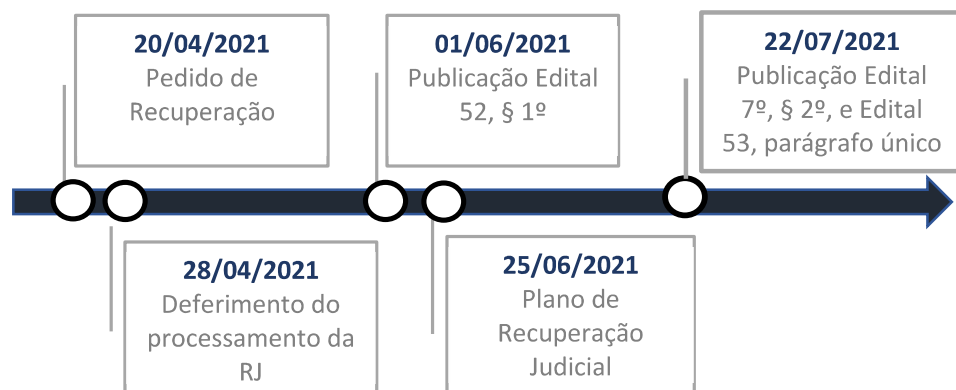 20/04/2021
Pedido de
Recuperação
01/06/2021
Publicação Edital
52, § 1º
22/07/2021
Publicação Edital
7º, § 2º, e Edital
53, parágrafo único
28/04/2021
Deferimento do
processamento da
RJ
25/06/2021
Plano de
Recuperação
Judicial